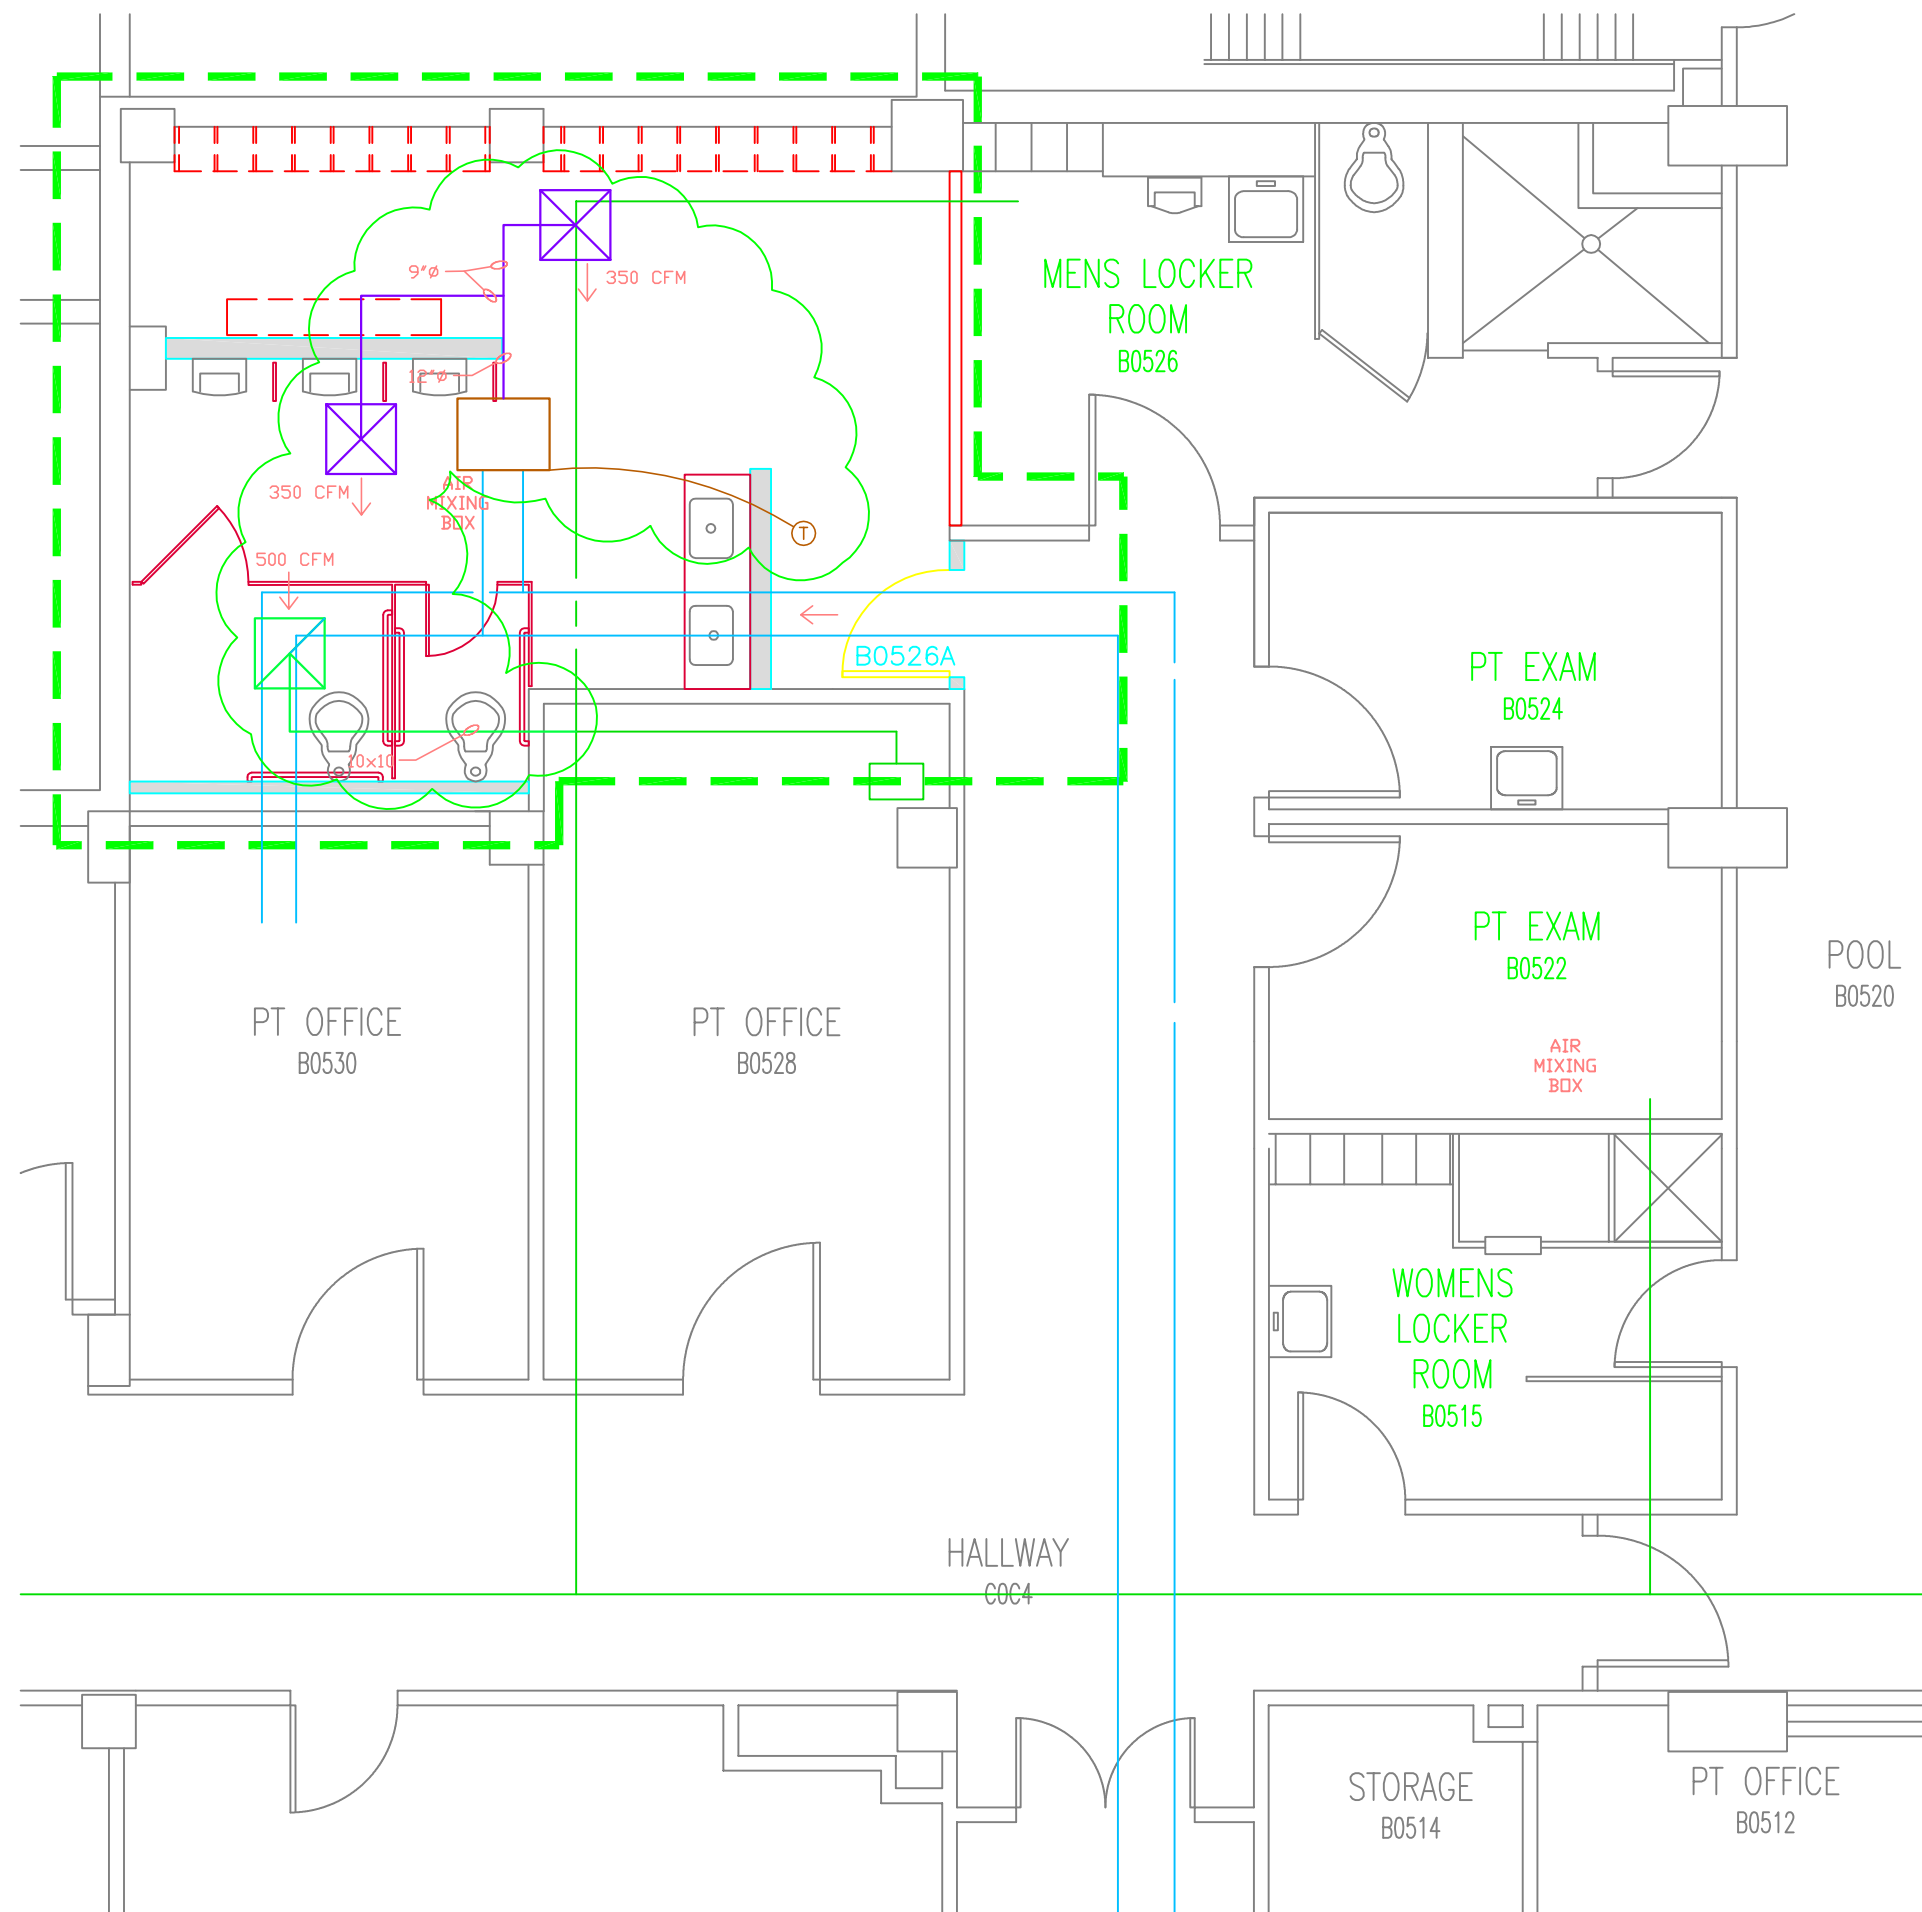 9"ø
350 CFM
MENS LOCKER
ROOM
B0526
12"ø
350 CFM
AIR
MIXING
BOX
T
500 CFM
B0526A
PT EXAM
B0524
10x10
PT EXAM
B0522
POOL
B0520
PT OFFICE
B0530
PT OFFICE
B0528
AIR
MIXING
BOX
WOMENS
LOCKER
ROOM
B0515
HALLWAY
C0C4
STORAGE
B0514
PT OFFICE
B0512